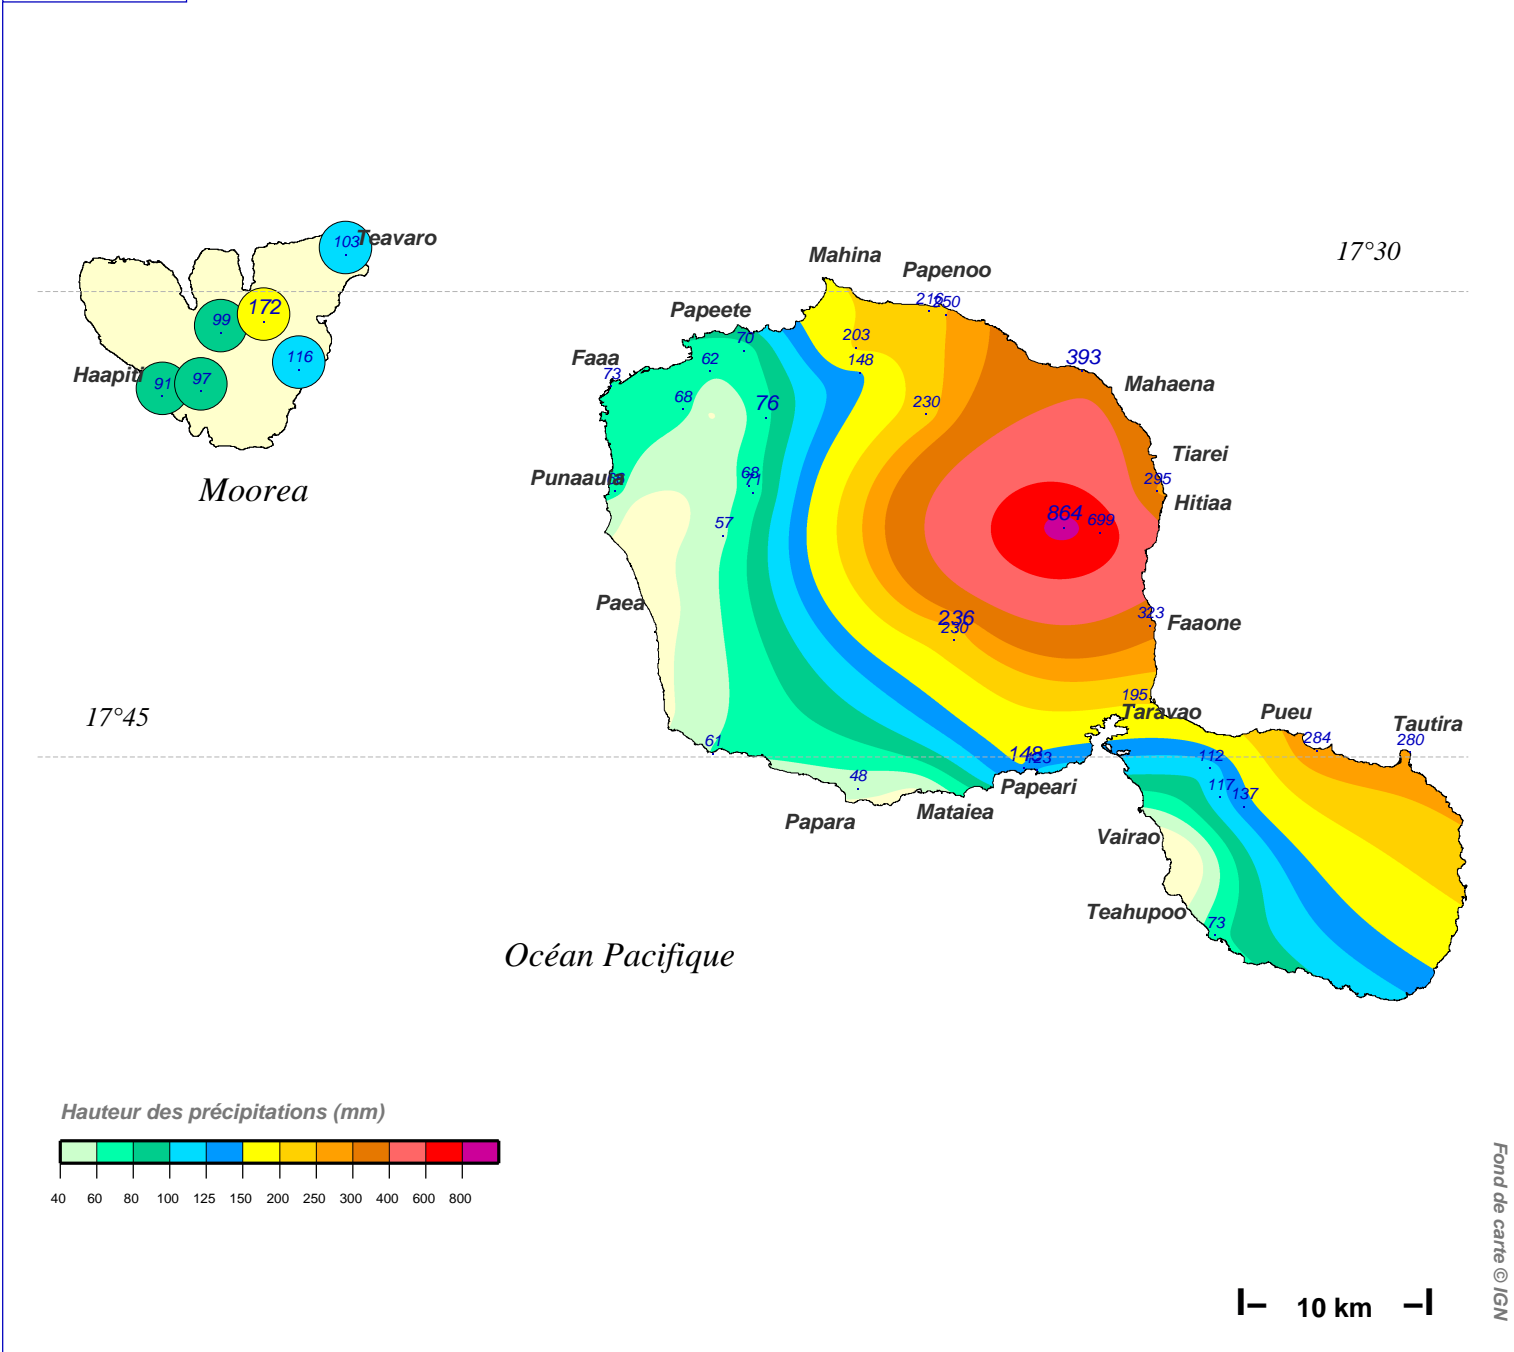 17°30
Teavaro
103
Mahina
Papenoo
172
99
216
250
Papeete
70
203
116
Faaa
62
148
393
Haapiti
91
97
73
Mahaena
68
76
230
Tiarei
Moorea
Punaauia
68
71
295
Hitiaa
57
864
699
Paea
236
230
323
Faaone
195
17°45
Taravao
Pueu
Tautira
61
148
123
284
280
112
48
Papeari
117
137
Papara
Mataiea
Vairao
Teahupoo
73
Océan Pacifique
Hauteur des précipitations (mm)
40 60 80 100 125 150 200 250 300 400 600 800
10 km
Fond de carte © IGN